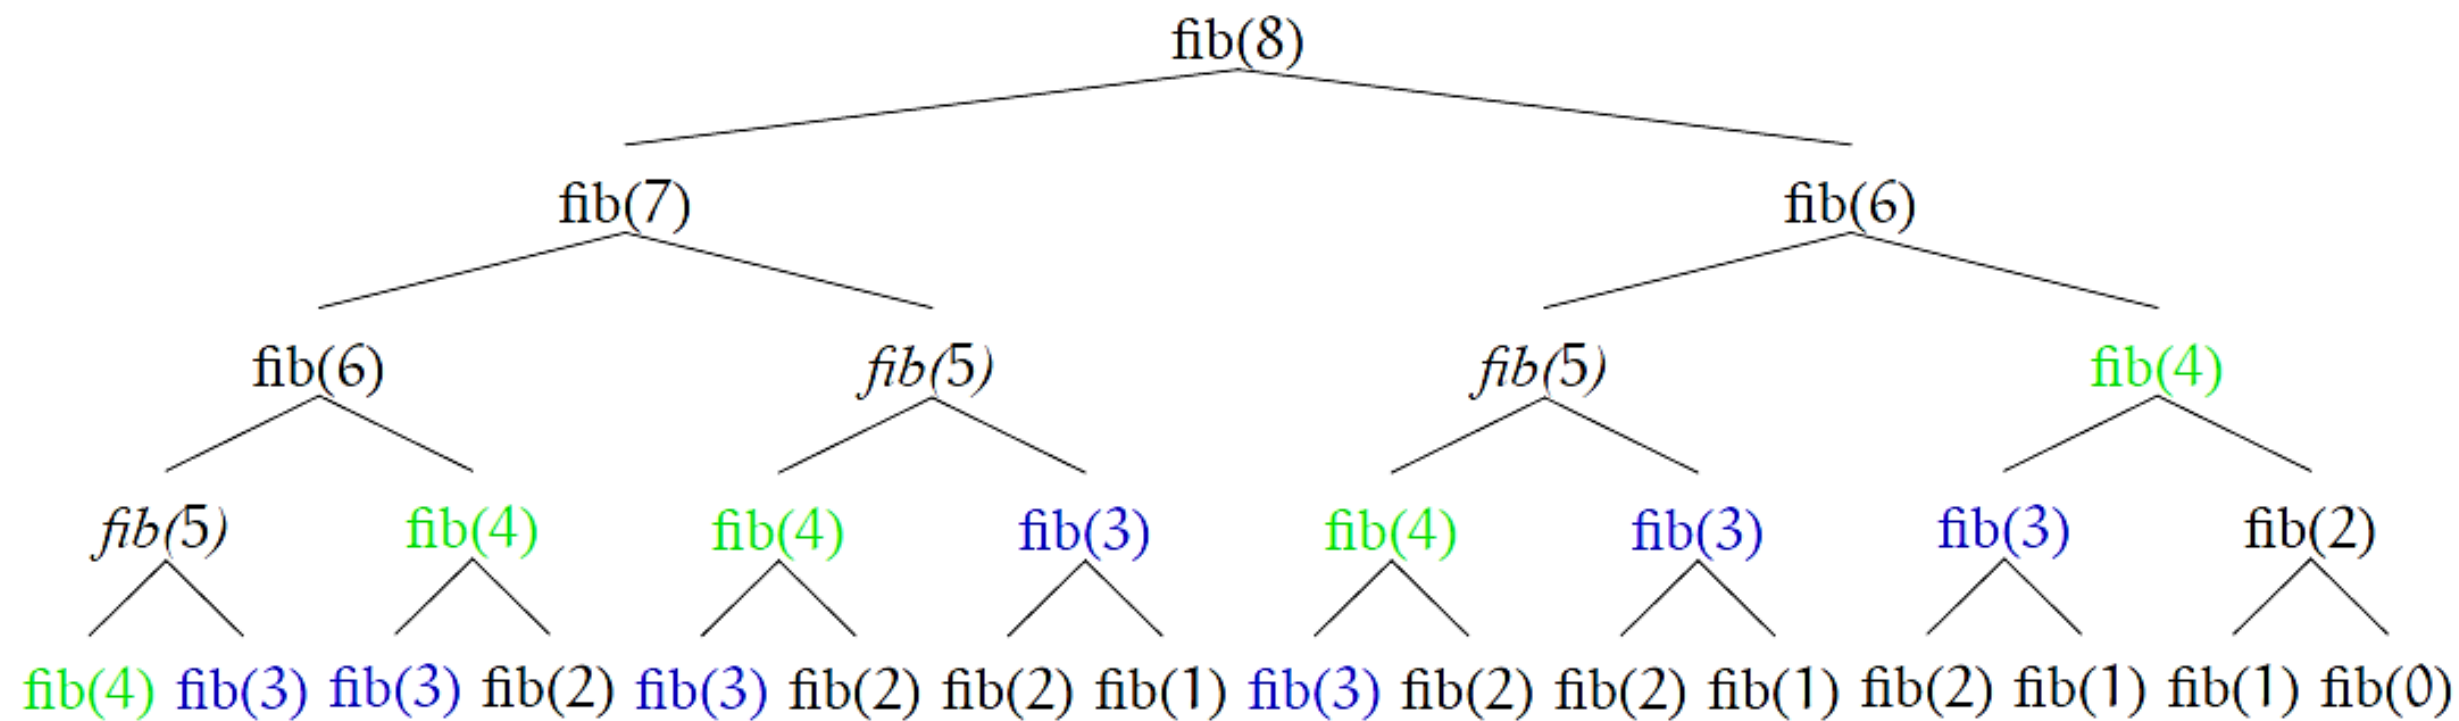 fib(8)
fib(7) fib(6)
fib(6) fib(5) fib(5) fib(4)
fib(5) fib(4) fib(4) fib(3) fib(4) fib(3) fib(3) fib(2)
fib(4) fib(3) fib(3) fib(2) fib(3) fib(2) fib(2) fib(1) fib(3) fib(2) fib(2) fib(1) fib(2) fib(1) fib(1) fib(0)